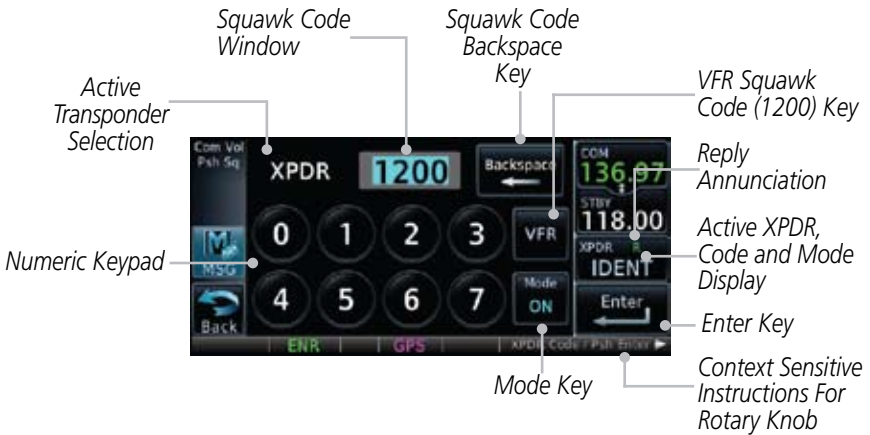 Squawk Code
Window
Squawk Code
Backspace
Key
Active
Transponder
Selection
VFR Squawk
Code (1200) Key
Reply
Annunciation
Active XPDR,
Code and Mode
Display
Numeric Keypad
Enter Key
Mode Key
Context Sensitive
Instructions For
Rotary Knob
Com Vol
Psh Sq
XPDR
1200
Backspace
COM
136.97
STBY
118.00
0
1
2
3
VFR
XPDR R
IDENT
MSG
4
5
6
7
Mode
ON
Enter
Back
ENR
GPS
XPDR Code / Psh Enter